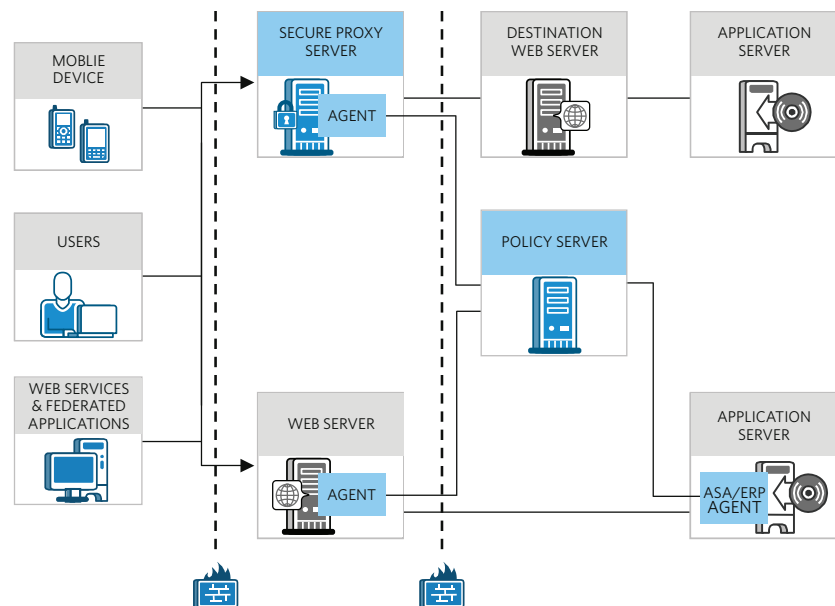 MOBLIE
DEVICE
USERS
WEB SERVICES
& FEDERATED
APPLICATIONS
SECURE PROXY
SERVER
AGENT
WEB SERVER
AGENT
DESTINATION
WEB SERVER
POLICY SERVER
APPLICATION
SERVER
APPLICATION
SERVER
ASA/ERP
AGENT